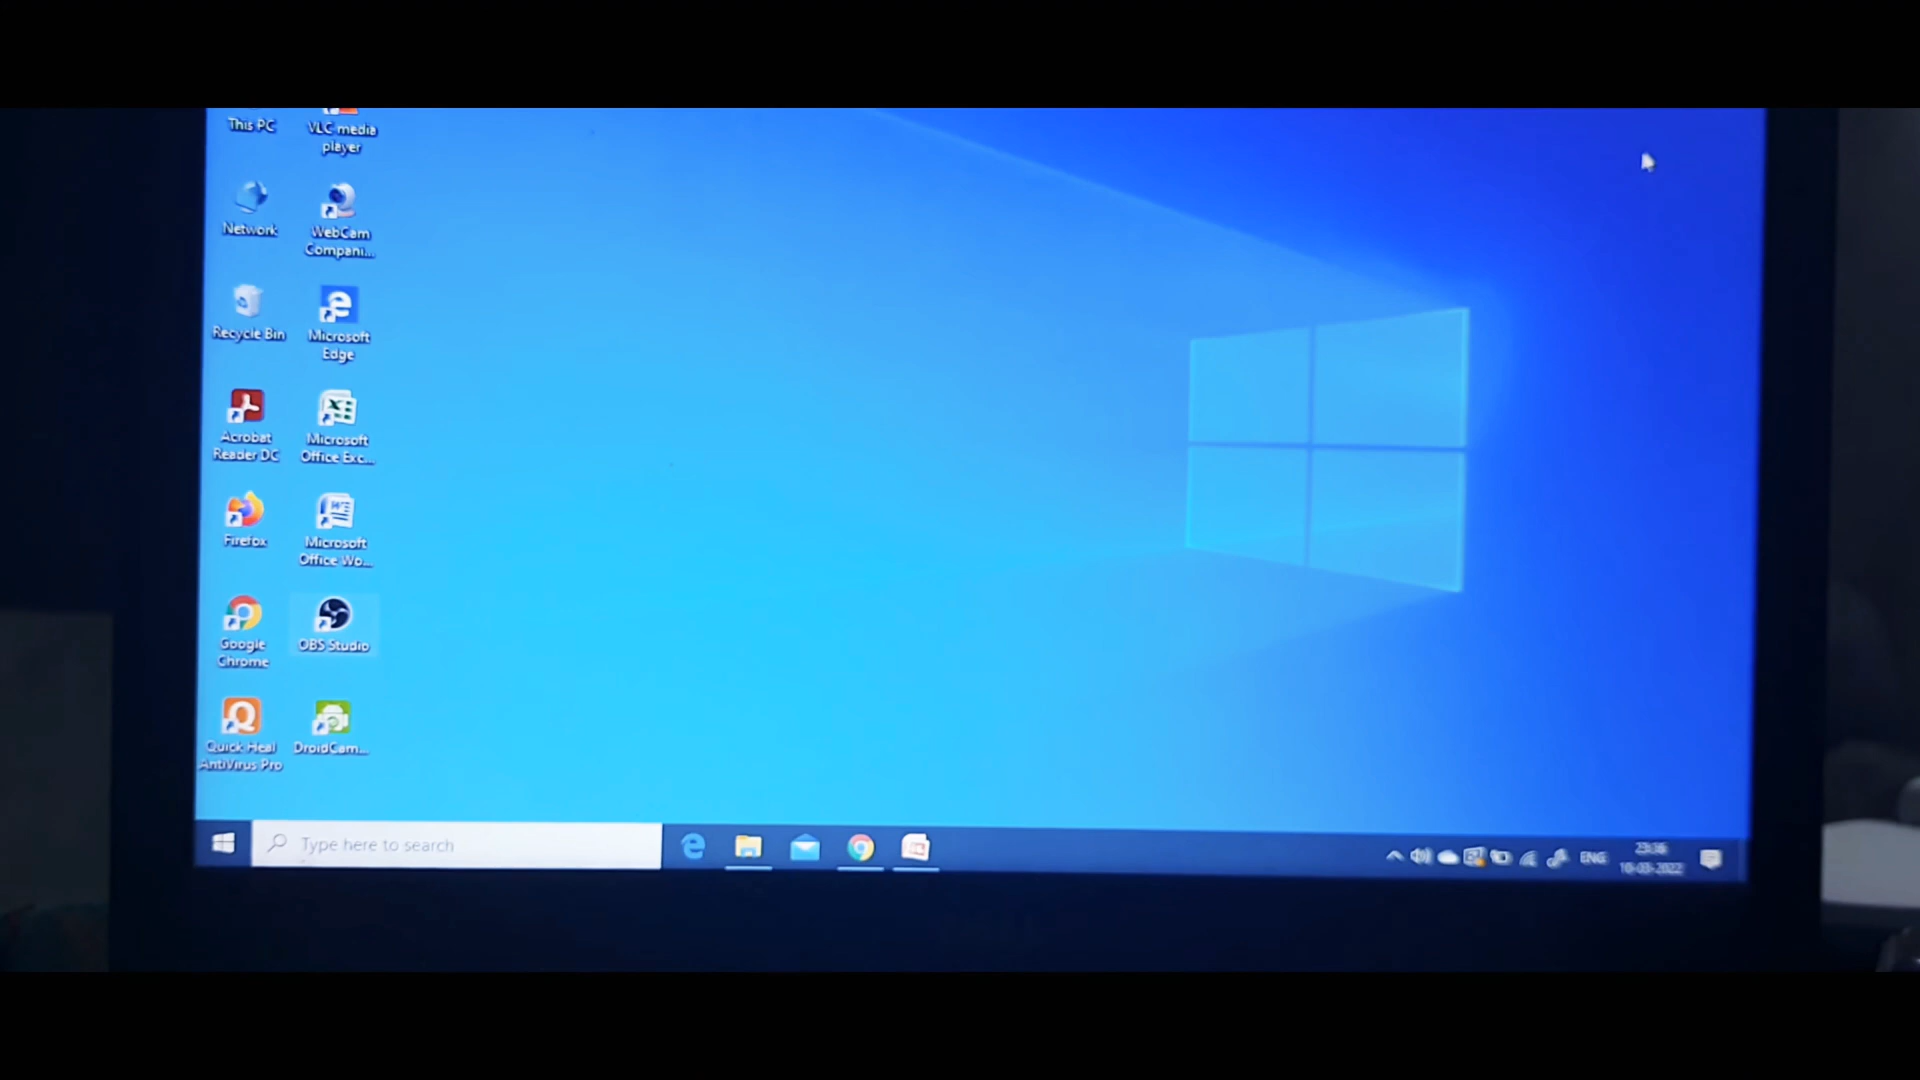 This PC
VLC media
player
Network
WebCam
Compani...
Recycle Bin
Microsoft
Edge
Acrobat
Reader DC
Microsoft
Office Exc...
Firefox
Microsoft
Office Wo...
Google
Chrome
OBS Studio
Quick Heal
AntiVirus Pro
DroidCam...
Type here to search
ENG
23:36
10-03-2022